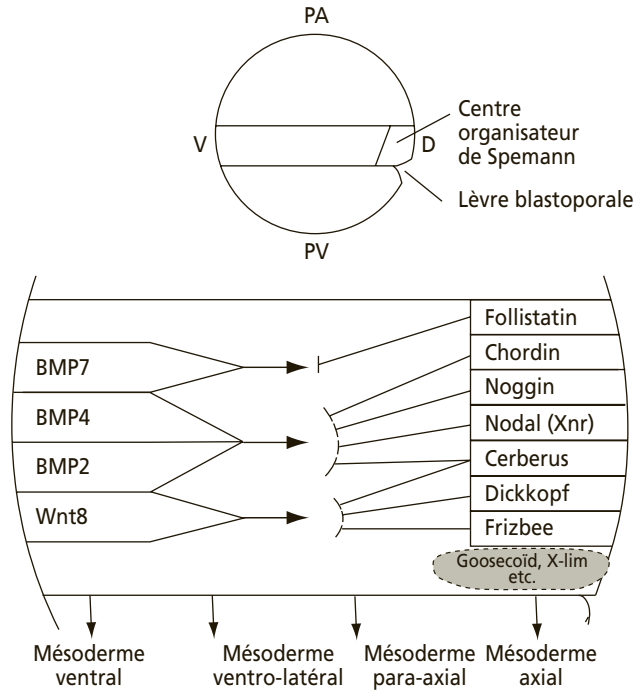 PA
Centre
organisateur
de Spemann
V
D
Lèvre blastoporale
PV
Follistatin
Chordin
BMP7
Noggin
BMP4
Nodal (Xnr)
BMP2
Cerberus
Dickkopf
Wnt8
Frizbee
Goosecoïd, X-lim
etc.
Mésoderme
ventral
Mésoderme
ventro-latéral
Mésoderme
para-axial
Mésoderme
axial